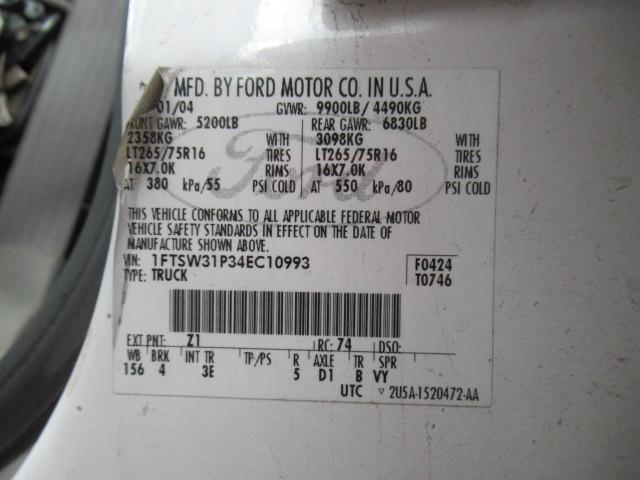 MFD. BY FORD MOTOR CO. IN U.S.A.
01/04 GVWR: 9900LB/4490KG
FRONT GAWR: 5200LB REAR GAWR: 6830LB
2358KG WITH 3098KG WITH
LT265/75R16 TIRES LT265/75R16 TIRES
16X7.0K RIMS 16X7.0K RIMS
AT 380 kPa/55 PSI COLD AT 550 kPa/80 PSI COLD
Ford
THIS VEHICLE CONFORMS TO ALL APPLICABLE FEDERAL MOTOR
VEHICLE SAFETY STANDARDS IN EFFECT ON THE DATE OF
MANUFACTURE SHOWN ABOVE.
VIN: 1FTSW31P34EC10993 F0424
TYPE: TRUCK T0746
EXT PNT: Z1 RC: 74 DSO:
WB BRK INT TR TP/PS R AXLE TR SPR
156 4 3E 5 D1 B VY
UTC ▽ 2U5A-1520472-AA